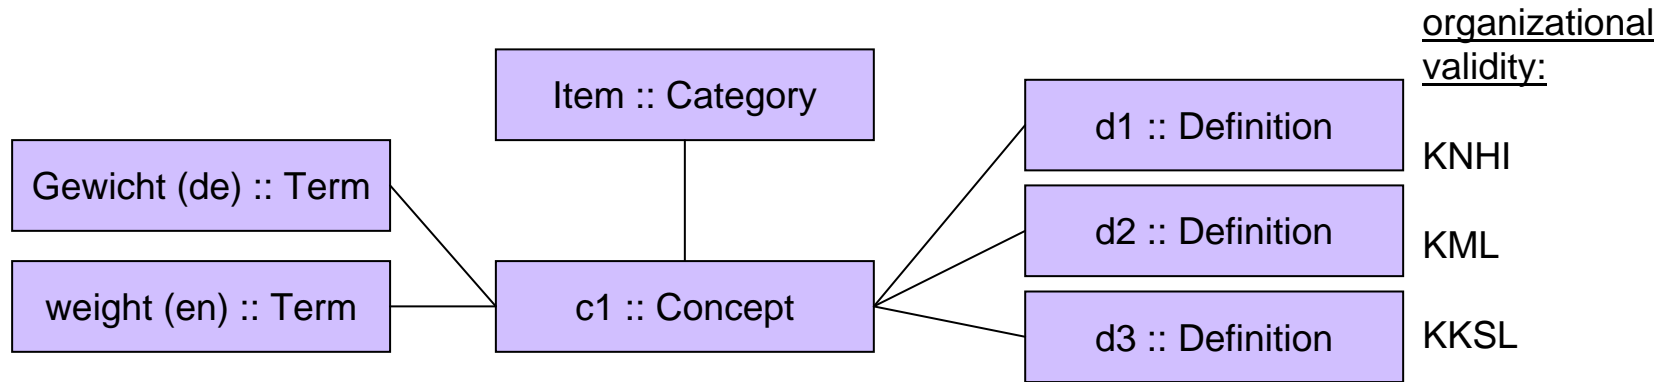 organizational
validity:
Item :: Category
d1 :: Definition
KNHI
Gewicht (de) :: Term
d2 :: Definition
KML
weight (en) :: Term
c1 :: Concept
d3 :: Definition
KKSL